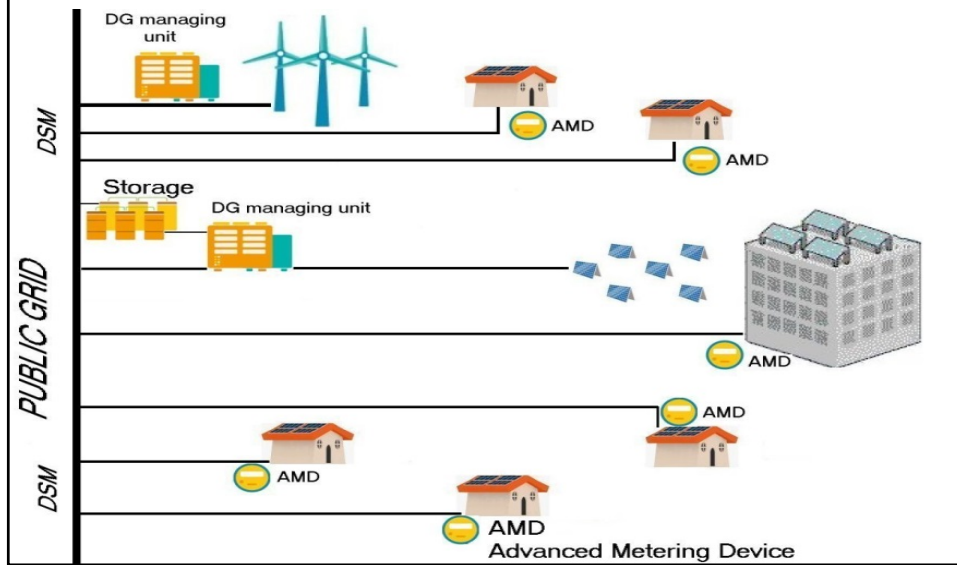 DG managing
unit
DSM
AMD
AMD
Storage
DG managing unit
PUBLIC GRID
AMD
AMD
AMD
DSM
AMD
Advanced Metering Device